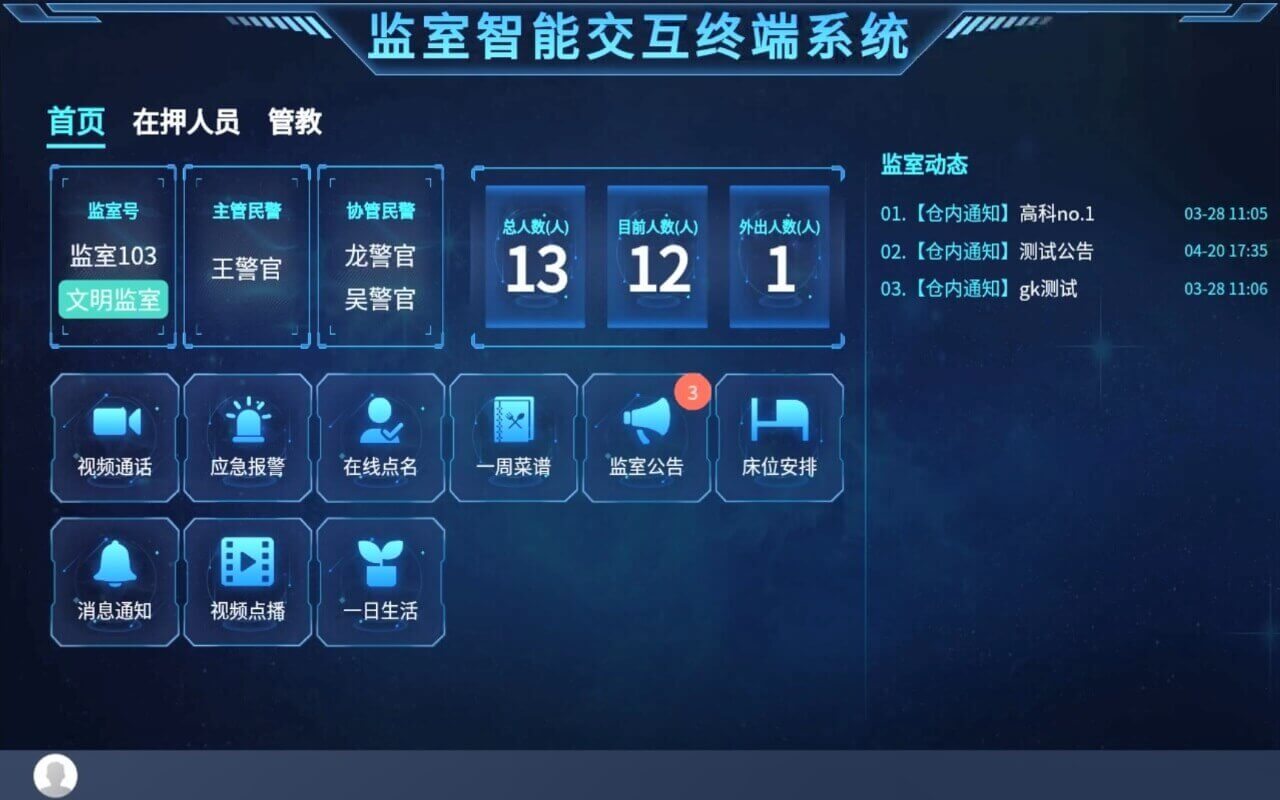 监室智能交互终端系统
首页 在押人员 管教
监室号
监室103
文明监室
主管民警
王警官
协管民警
龙警官
吴警官
总人数(人)
13
目前人数(人)
12
外出人数(人)
1
监室动态
01.【仓内通知】高科no.1 03-28 11:05
02.【仓内通知】测试公告 04-20 17:35
03.【仓内通知】gk测试 03-28 11:06
视频通话
应急报警
在线点名
一周菜谱
3
监室公告
床位安排
消息通知
视频点播
一日生活